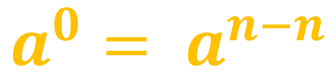 a⁰ = aⁿ⁻ⁿ